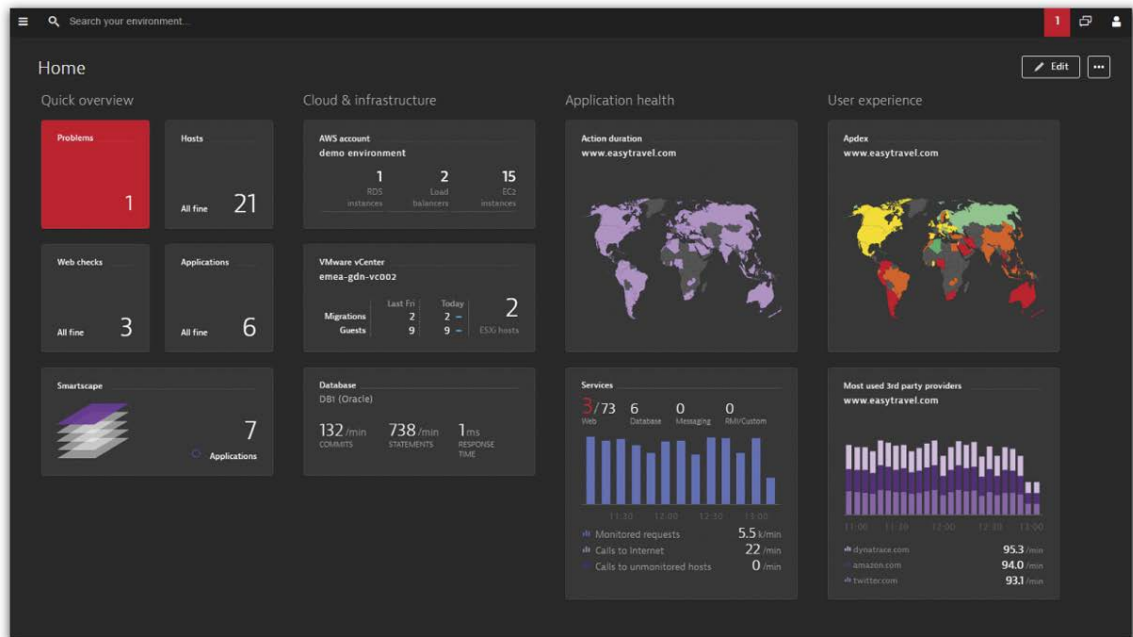 Search your environment...
1
Home
Edit
Quick overview
Cloud & infrastructure
Application health
User experience
Problems
1
Hosts
All fine 21
Web checks
All fine 3
Applications
All fine 6
Smartscape
7
Applications
AWS account
demo environment
1 2 15
RDS Load EC2
instances balancers instances
VMware vCenter
emea-gdn-vc002
Last Fri Today
Migrations 2 2
Guests 9 9
2
ESXi hosts
Database
DB1 (Oracle)
132 /min 738 /min 1 ms
COMMITS STATEMENTS RESPONSE
TIME
Action duration
www.easytravel.com
Services
3/73 6 0 0
Web Database Messaging RMI/Custom
11:30 12:00 12:30 13:00
Monitored requests 5.5 k/min
Calls to Internet 22 /min
Calls to unmonitored hosts 0 /min
Apdex
www.easytravel.com
Most used 3rd party providers
www.easytravel.com
11:00 11:30 12:00 12:30 13:00
dynatrace.com 95.3 /min
amazon.com 94.0 /min
twitter.com 93.1 /min